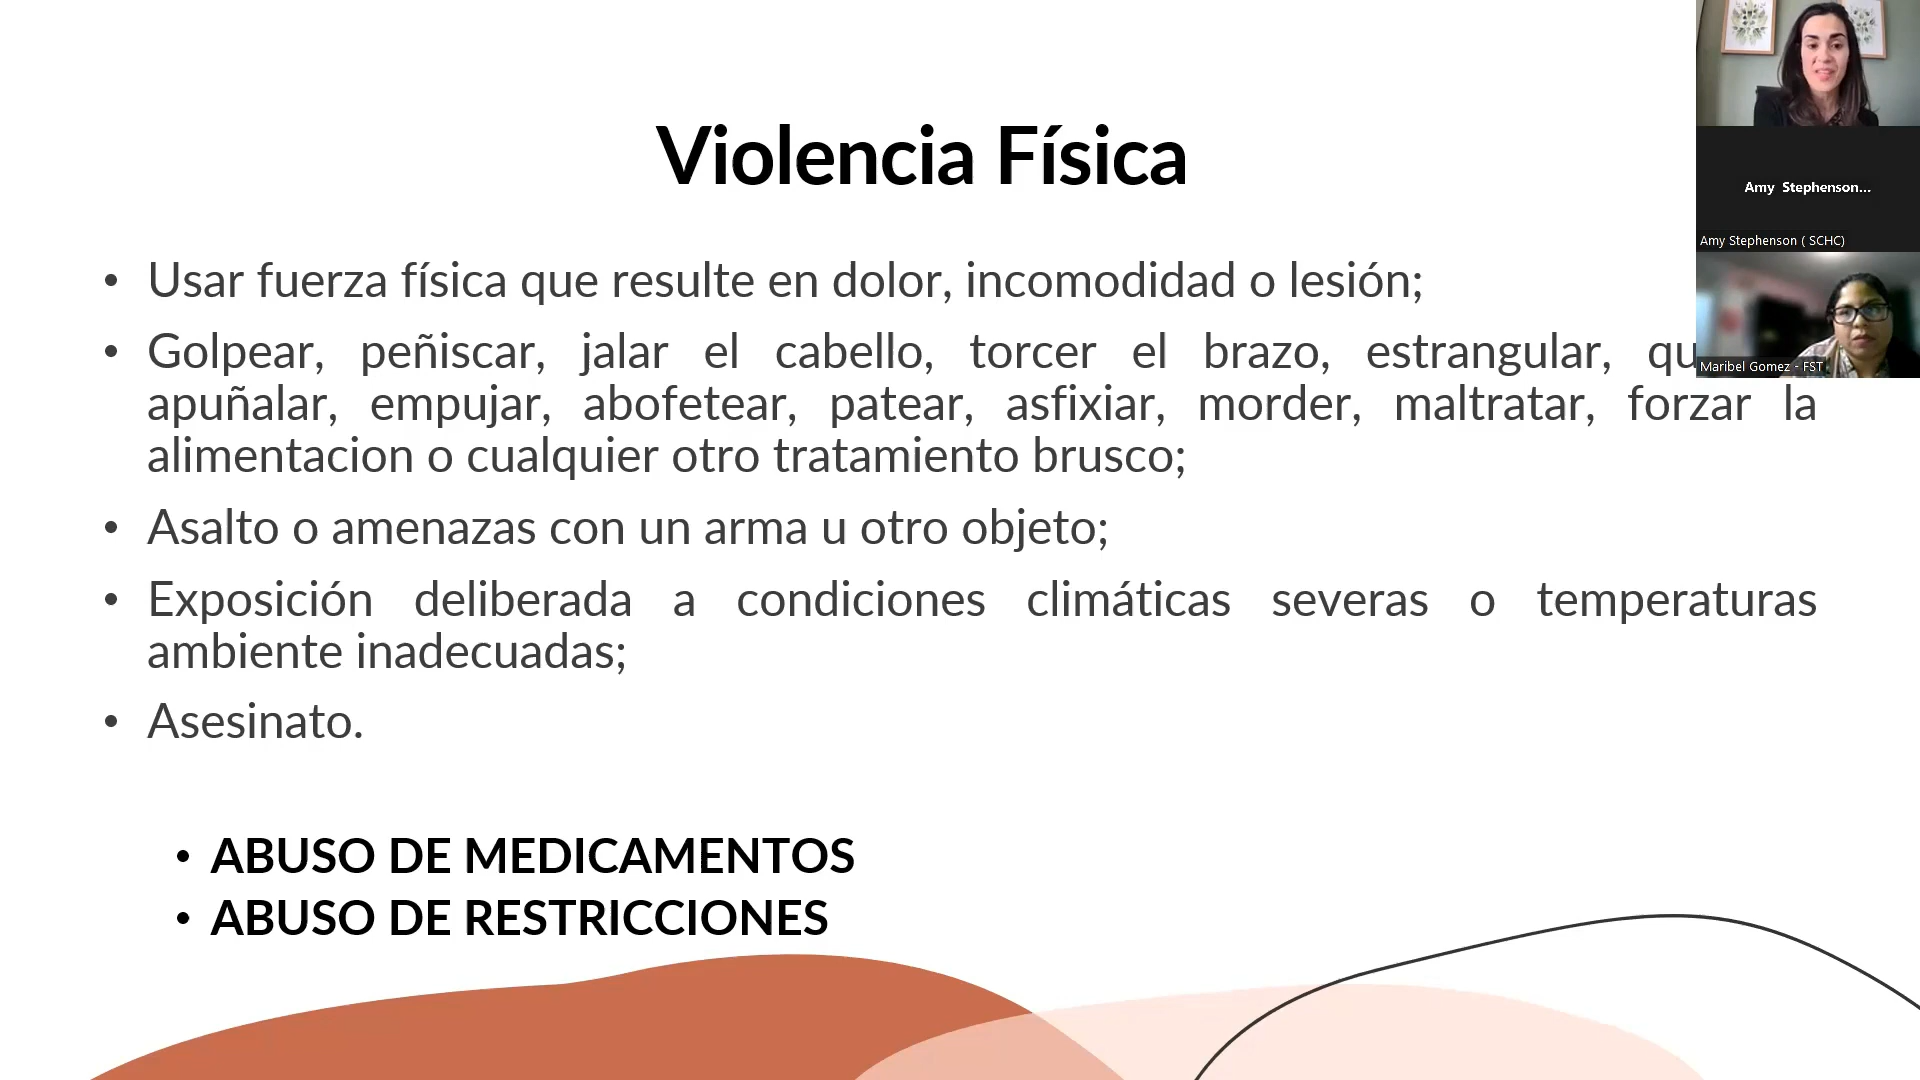 Violencia Física
• Usar fuerza física que resulte en dolor, incomodidad o lesión;
• Golpear, peñiscar, jalar el cabello, torcer el brazo, estrangular,
apuñalar, empujar, abofetear, patear, asfixiar, morder, maltratar, forzar la
alimentacion o cualquier otro tratamiento brusco;
• Asalto o amenazas con un arma u otro objeto;
• Exposición deliberada a condiciones climáticas severas o temperaturas
ambiente inadecuadas;
• Asesinato.
• ABUSO DE MEDICAMENTOS
• ABUSO DE RESTRICCIONES
Amy Stephenson...
Amy Stephenson ( SCHC)
Maribel Gomez - FST